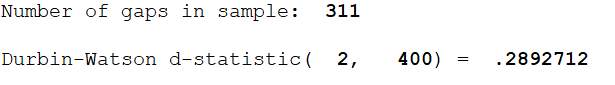 Number of gaps in sample:  311
Durbin-Watson d-statistic(  2,   400) =  .2892712